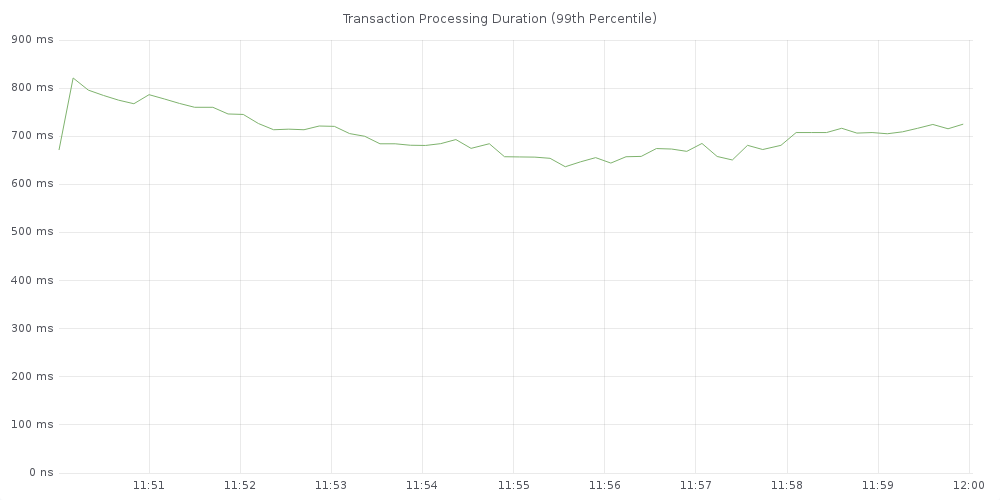 Transaction Processing Duration (99th Percentile)
900 ms
800 ms
700 ms
600 ms
500 ms
400 ms
300 ms
200 ms
100 ms
0 ns
11:51 11:52 11:53 11:54 11:55 11:56 11:57 11:58 11:59 12:00